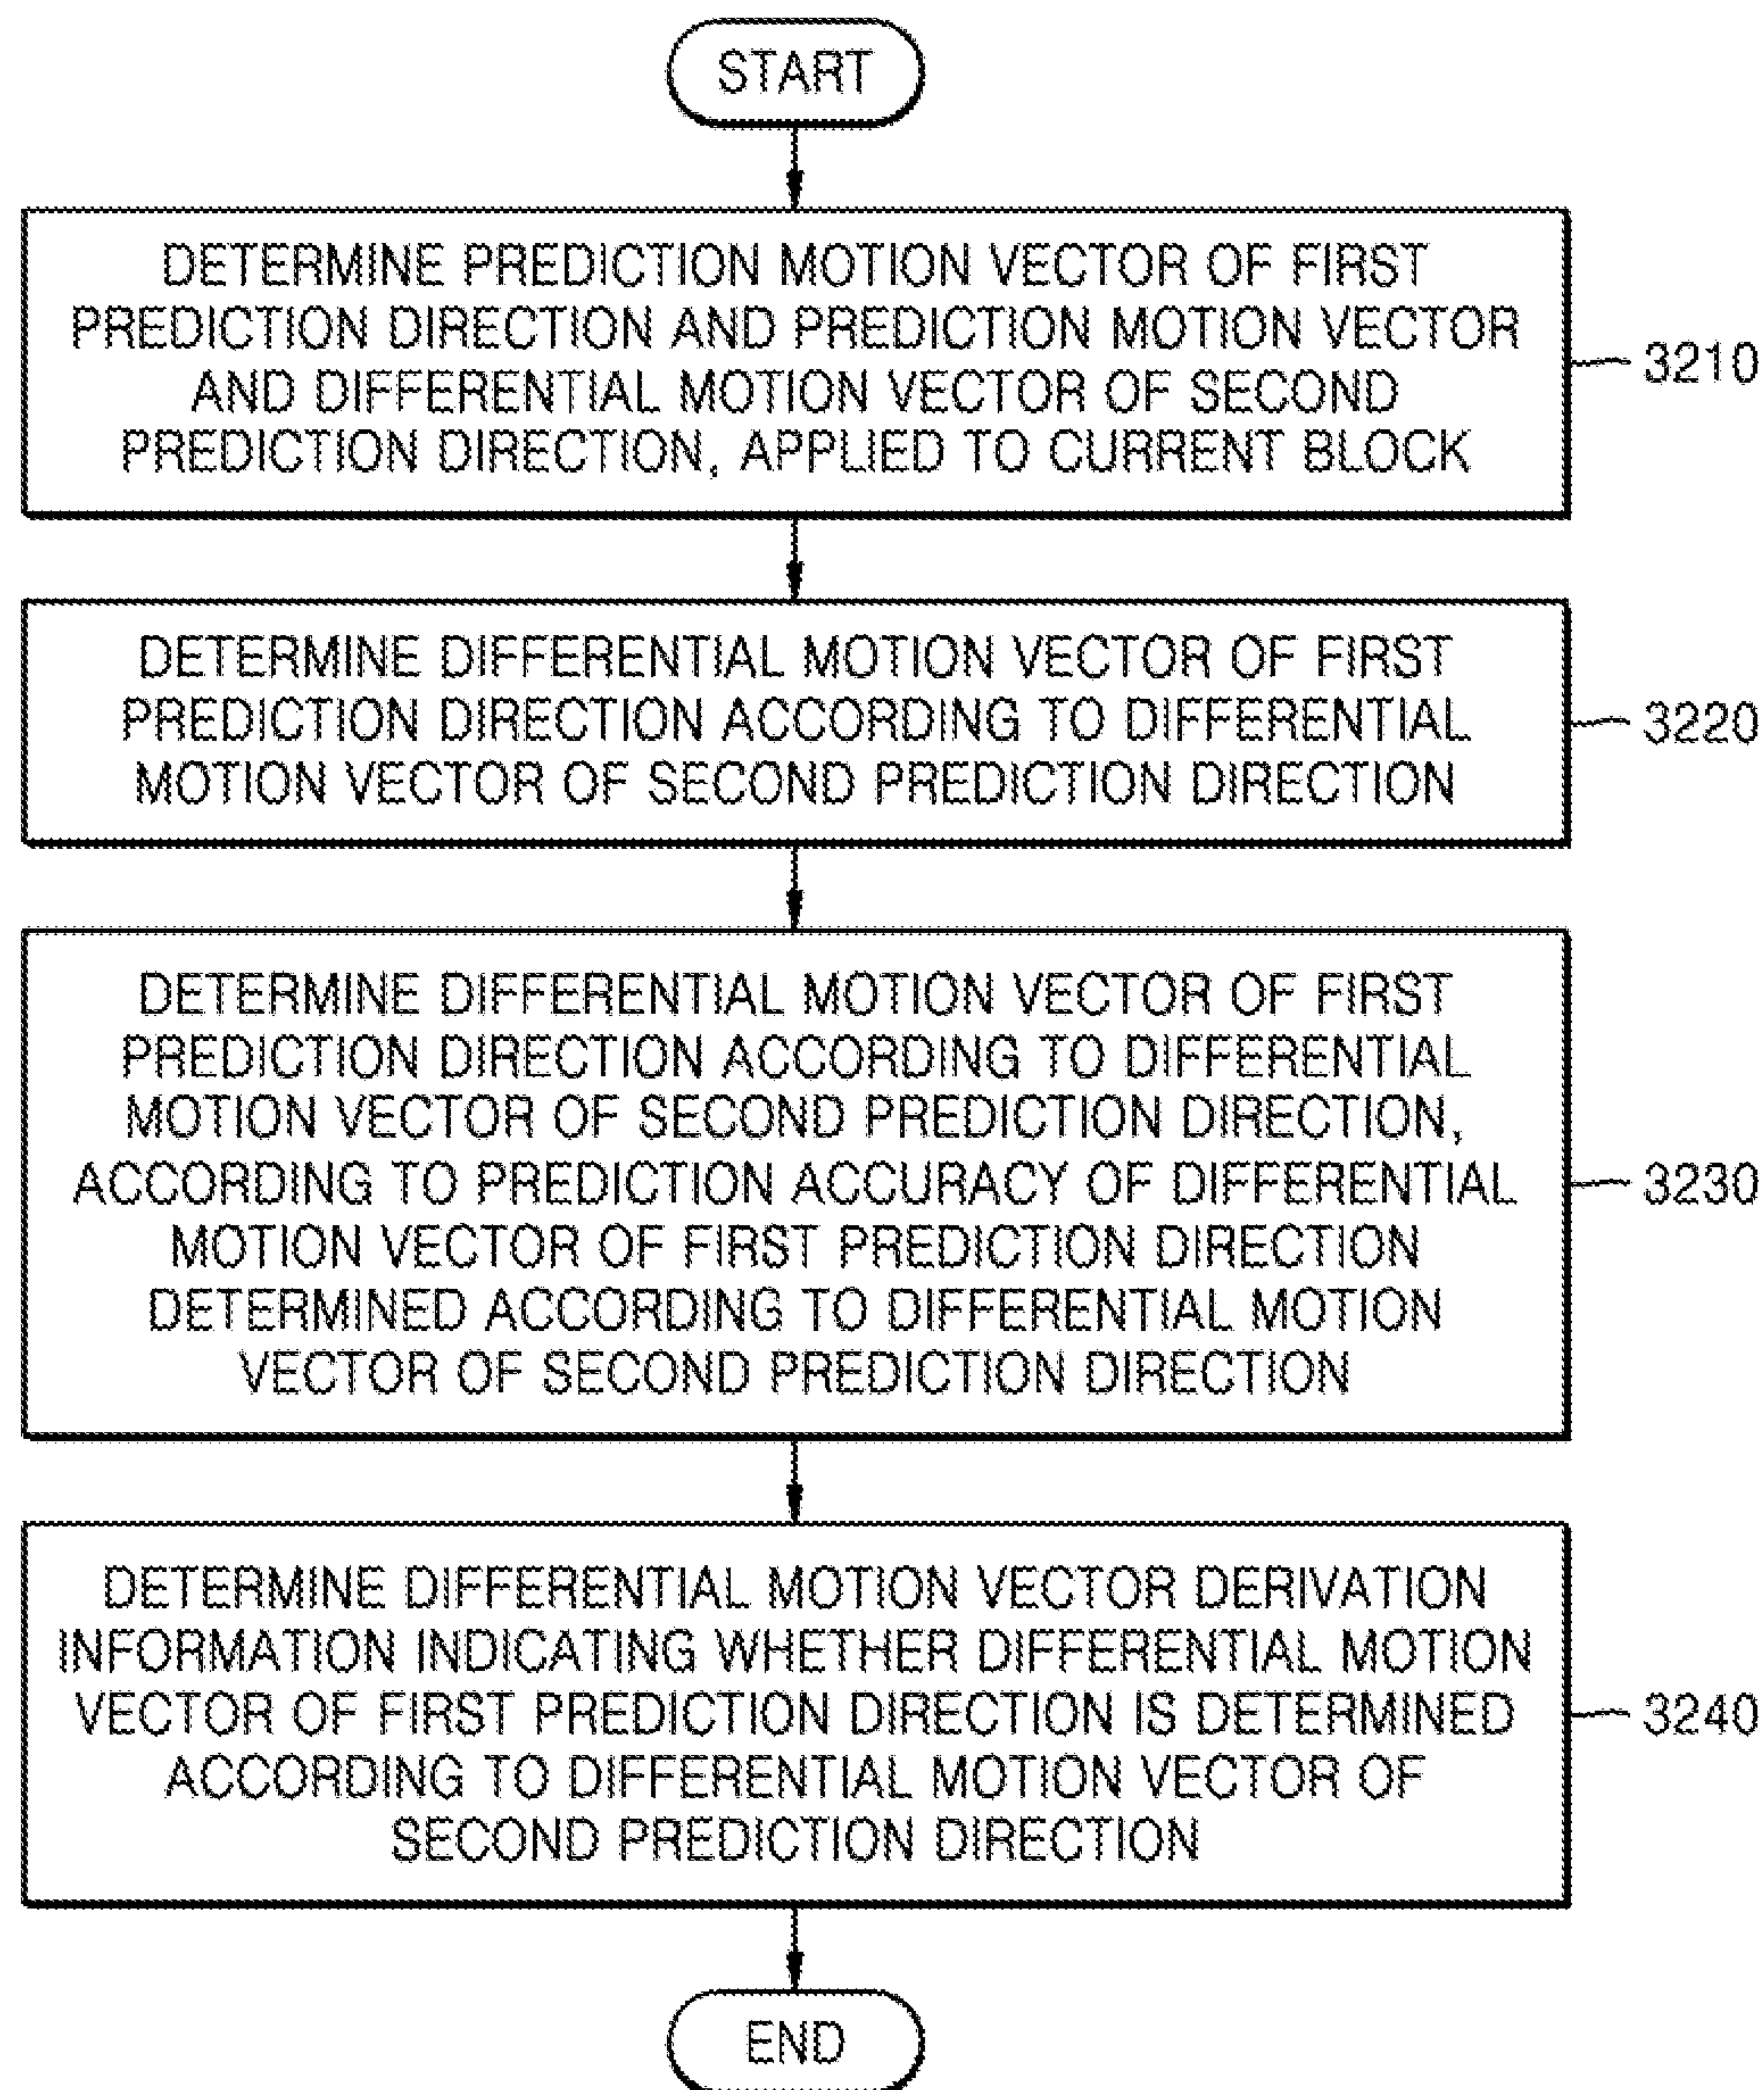 START
DETERMINE PREDICTION MOTION VECTOR OF FIRST
PREDICTION DIRECTION AND PREDICTION MOTION VECTOR
AND DIFFERENTIAL MOTION VECTOR OF SECOND
PREDICTION DIRECTION, APPLIED TO CURRENT BLOCK
3210
DETERMINE DIFFERENTIAL MOTION VECTOR OF FIRST
PREDICTION DIRECTION ACCORDING TO DIFFERENTIAL
MOTION VECTOR OF SECOND PREDICTION DIRECTION
3220
DETERMINE DIFFERENTIAL MOTION VECTOR OF FIRST
PREDICTION DIRECTION ACCORDING TO DIFFERENTIAL
MOTION VECTOR OF SECOND PREDICTION DIRECTION,
ACCORDING TO PREDICTION ACCURACY OF DIFFERENTIAL
MOTION VECTOR OF FIRST PREDICTION DIRECTION
DETERMINED ACCORDING TO DIFFERENTIAL MOTION
VECTOR OF SECOND PREDICTION DIRECTION
3230
DETERMINE DIFFERENTIAL MOTION VECTOR DERIVATION
INFORMATION INDICATING WHETHER DIFFERENTIAL MOTION
VECTOR OF FIRST PREDICTION DIRECTION IS DETERMINED
ACCORDING TO DIFFERENTIAL MOTION VECTOR OF
SECOND PREDICTION DIRECTION
3240
END